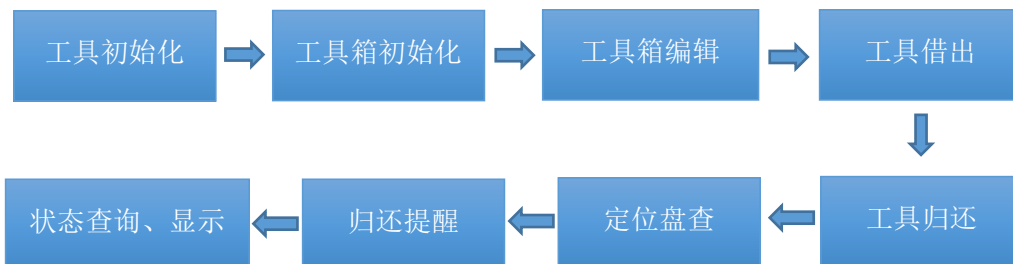 工具初始化
工具箱初始化
工具箱编辑
工具借出
工具归还
定位盘查
归还提醒
状态查询、显示